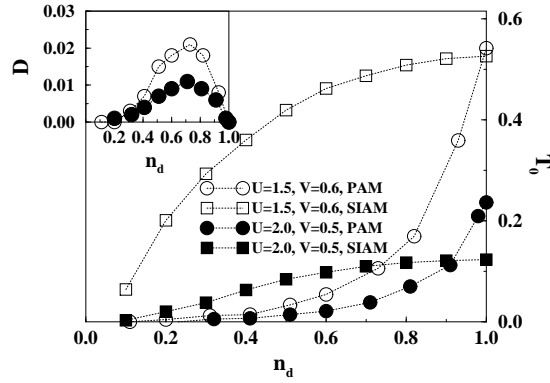 0.03
0.02
0.01
0.00
D
0.2 0.4 0.6 0.8 1.0
n_d
U=1.5, V=0.6, PAM
U=1.5, V=0.6, SIAM
U=2.0, V=0.5, PAM
U=2.0, V=0.5, SIAM
0.6
0.4
0.2
0.0
T_0
0.0 0.2 0.4 0.6 0.8 1.0
n_d